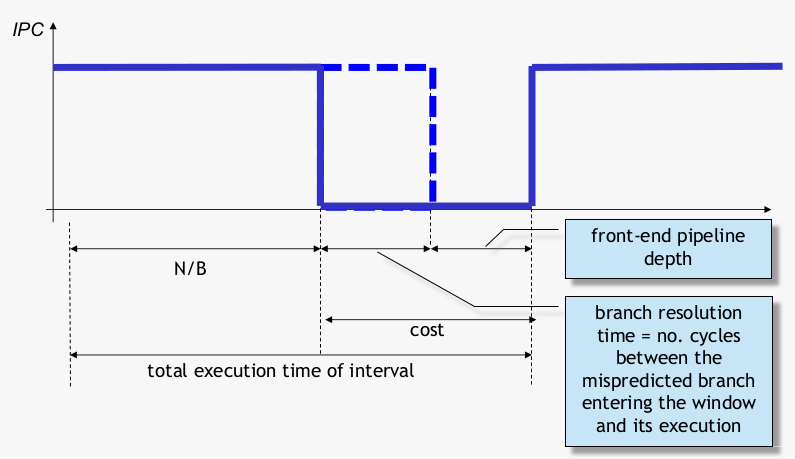 IPC
front-end pipeline
depth
N/B
branch resolution
time = no. cycles
between the
mispredicted branch
entering the window
and its execution
cost
total execution time of interval